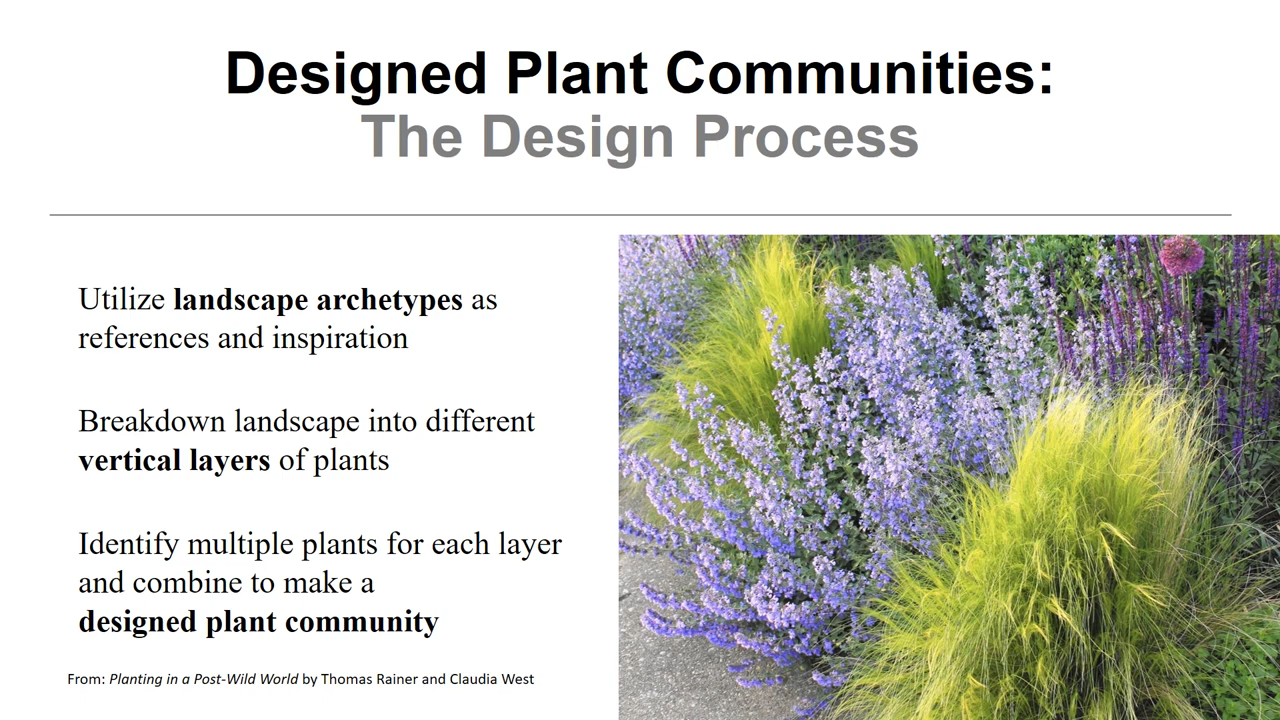 Designed Plant Communities:
The Design Process
Utilize landscape archetypes as
references and inspiration
Breakdown landscape into different
vertical layers of plants
Identify multiple plants for each layer
and combine to make a
designed plant community
From: Planting in a Post-Wild World by Thomas Rainer and Claudia West